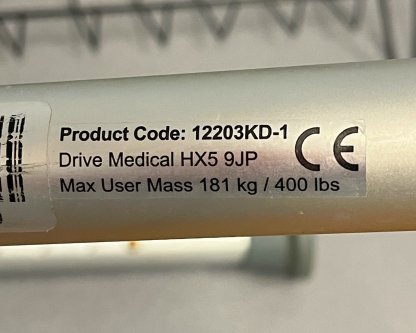 Product Code: 12203KD-1
Drive Medical HX5 9JP
Max User Mass 181 kg / 400 lbs
CE